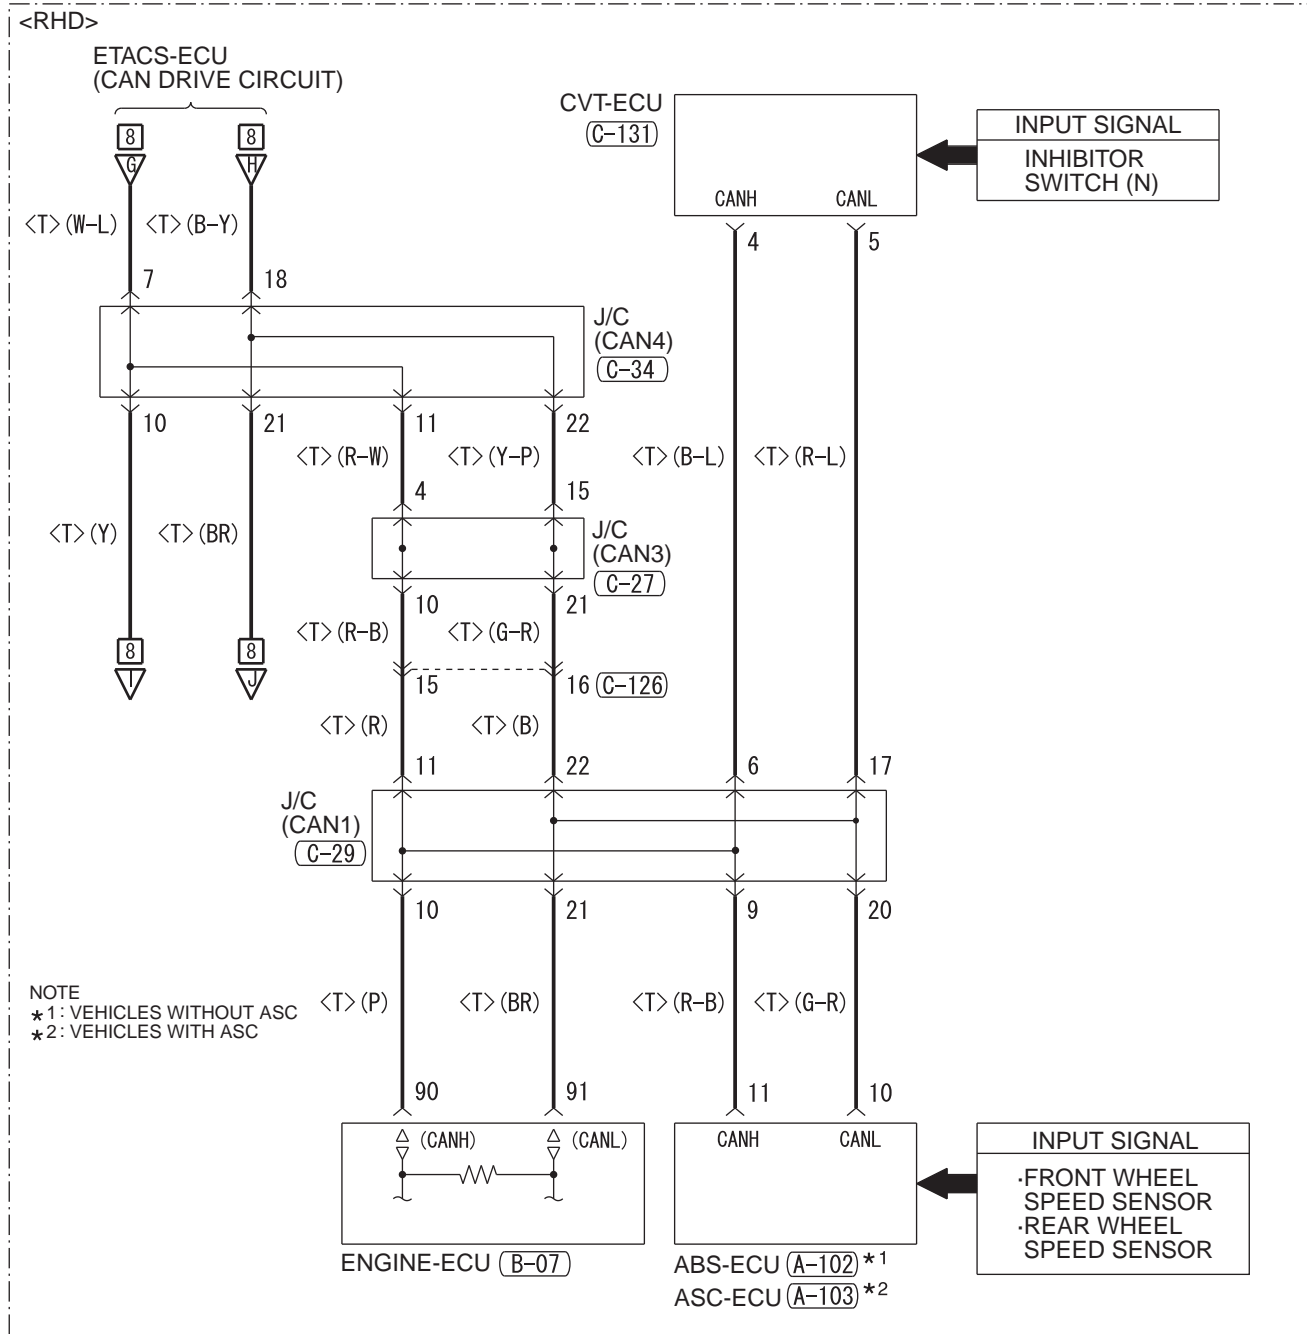 <RHD>
ETACS-ECU
(CAN DRIVE CIRCUIT)
8 8
G H
<T>(W-L) <T>(B-Y)
7 18
J/C
(CAN4)
C-34
10 21 11 22
<T>(R-W) <T>(Y-P)
<T>(Y) <T>(BR)
8 8
I J
4 15
J/C
(CAN3)
C-27
10 21
<T>(R-B) <T>(G-R)
15 16 C-126
<T>(R) <T>(B)
CVT-ECU
C-131
CANH CANL
4 5
INPUT SIGNAL
INHIBITOR
SWITCH (N)
<T>(B-L) <T>(R-L)
11 22 6 17
J/C
(CAN1)
C-29
10 21 9 20
NOTE
*1: VEHICLES WITHOUT ASC
*2: VEHICLES WITH ASC
<T>(P) <T>(BR) <T>(R-B) <T>(G-R)
90 91 11 10
(CANH) (CANL)
CANH CANL
ENGINE-ECU B-07
ABS-ECU A-102 *1
ASC-ECU A-103 *2
INPUT SIGNAL
·FRONT WHEEL
SPEED SENSOR
·REAR WHEEL
SPEED SENSOR